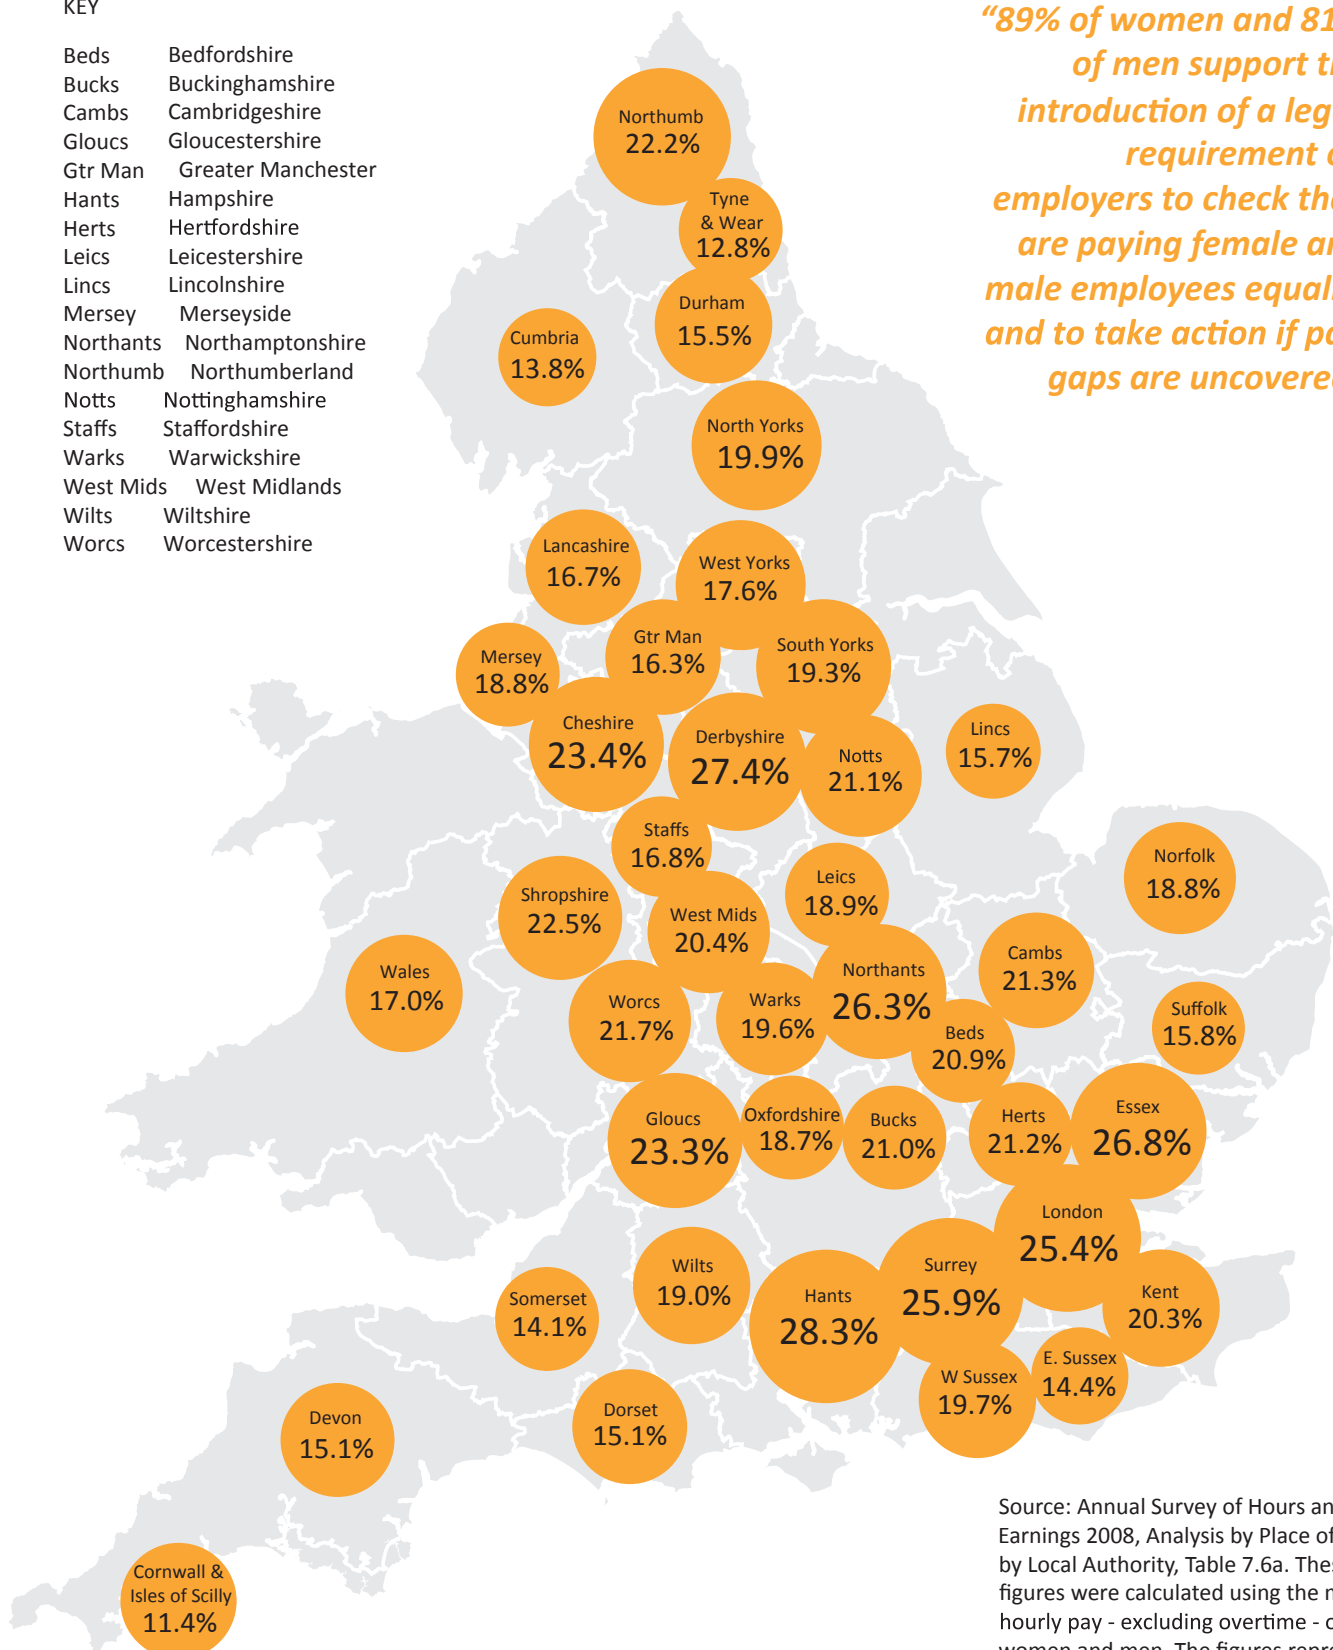 KEY
Beds Bedfordshire
Bucks Buckinghamshire
Cambs Cambridgeshire
Gloucs Gloucestershire
Gtr Man Greater Manchester
Hants Hampshire
Herts Hertfordshire
Leics Leicestershire
Lincs Lincolnshire
Mersey Merseyside
Northants Northamptonshire
Northumb Northumberland
Notts Nottinghamshire
Staffs Staffordshire
Warks Warwickshire
West Mids West Midlands
Wilts Wiltshire
Worcs Worcestershire
“89% of women and 81
of men support
introduction of a
requirement
employers to check
are paying female
male employees
and to take action if
gaps are
Northumb
22.2%
Tyne
& Wear
12.8%
Durham
15.5%
Cumbria
13.8%
North Yorks
19.9%
Lancashire
16.7%
West Yorks
17.6%
Gtr Man
16.3%
South Yorks
19.3%
Mersey
18.8%
Cheshire
23.4%
Derbyshire
27.4%
Notts
21.1%
Lincs
15.7%
Staffs
16.8%
Leics
18.9%
Norfolk
18.8%
Shropshire
22.5%
West Mids
20.4%
Cambs
21.3%
Wales
17.0%
Northants
26.3%
Worcs
21.7%
Warks
19.6%
Suffolk
15.8%
Beds
20.9%
Gloucs
23.3%
Oxfordshire
18.7%
Bucks
21.0%
Herts
21.2%
Essex
26.8%
London
25.4%
Wilts
19.0%
Surrey
25.9%
Somerset
14.1%
Hants
28.3%
Kent
20.3%
E. Sussex
14.4%
W Sussex
19.7%
Devon
15.1%
Dorset
15.1%
Cornwall &
Isles of Scilly
11.4%
Source: Annual Survey of Hours
Earnings 2008, Analysis by Place of
by Local Authority, Table 7.6a.
figures were calculated using the
hourly pay - excluding overtime -
women and men. The figures